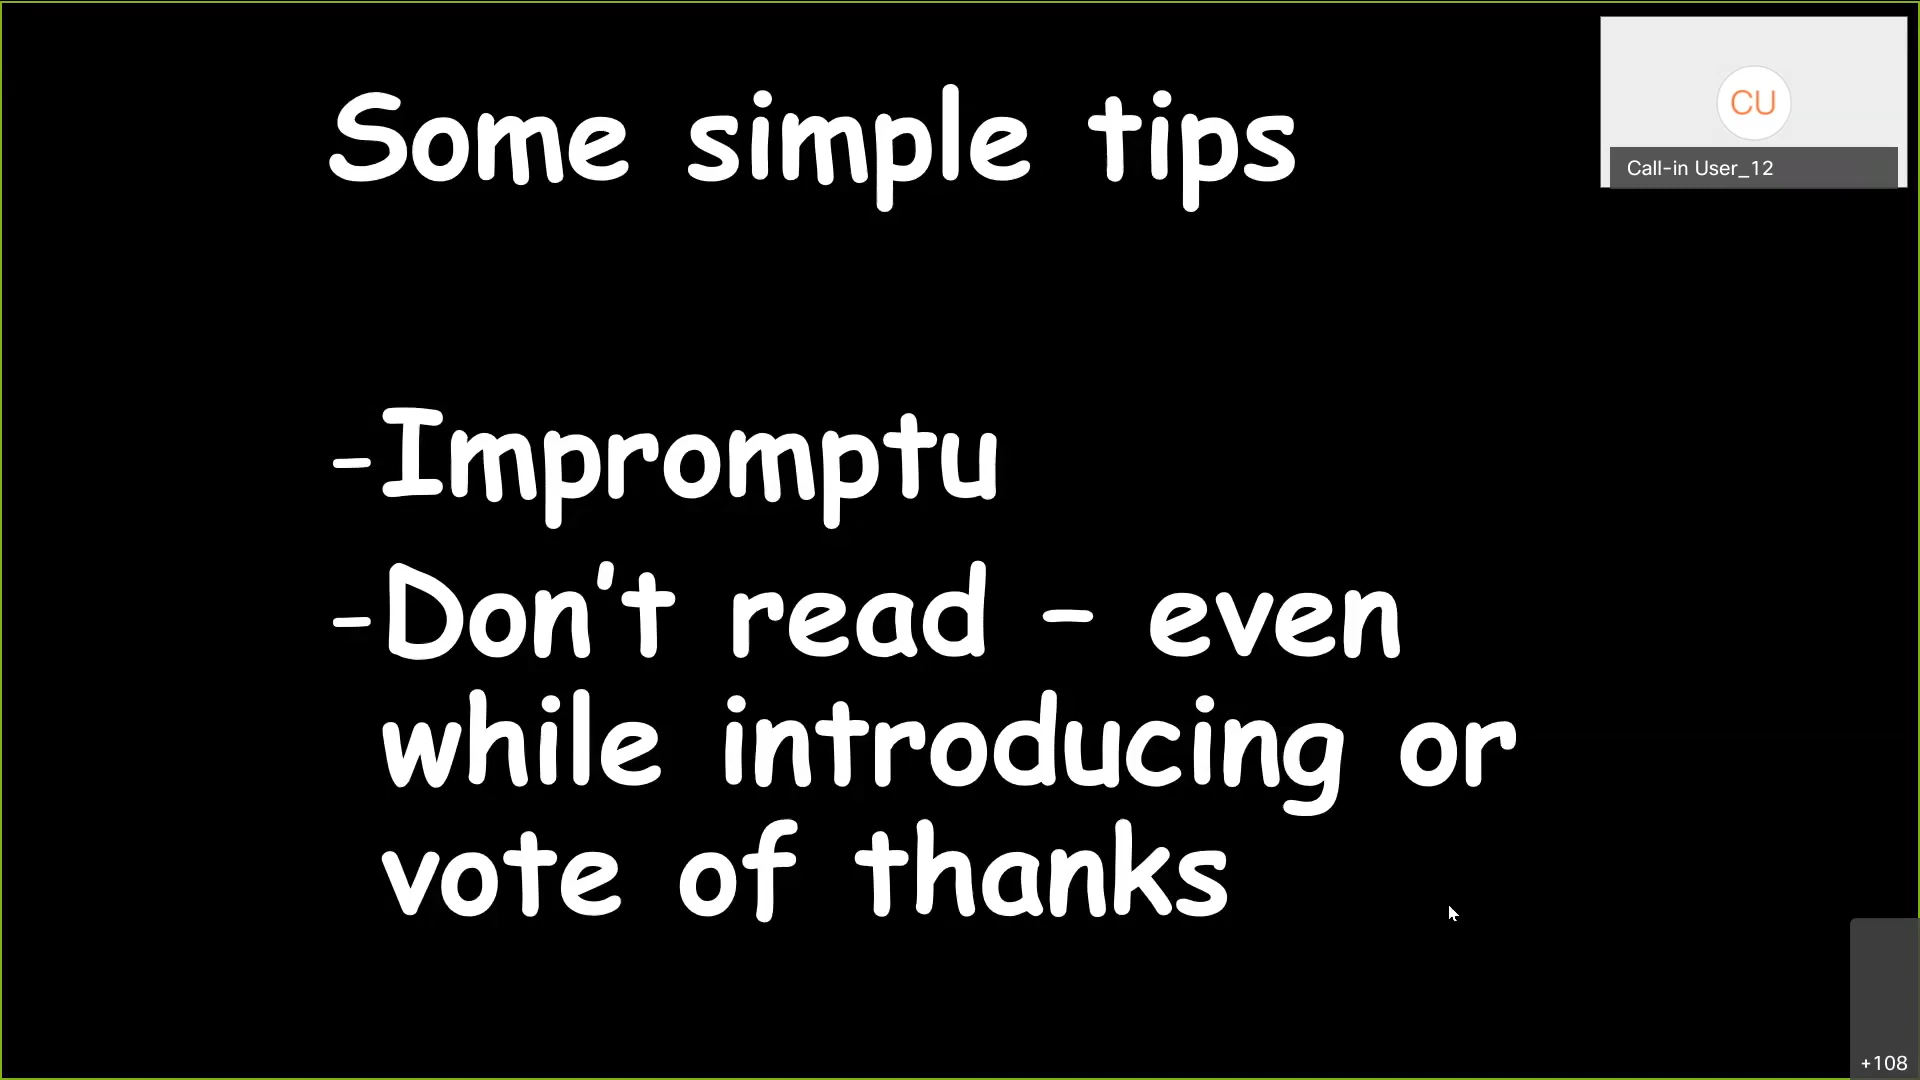 Some simple tips
CU
Call-in User_12
-Impromptu
-Don't read – even
while introducing or
vote of thanks
+108